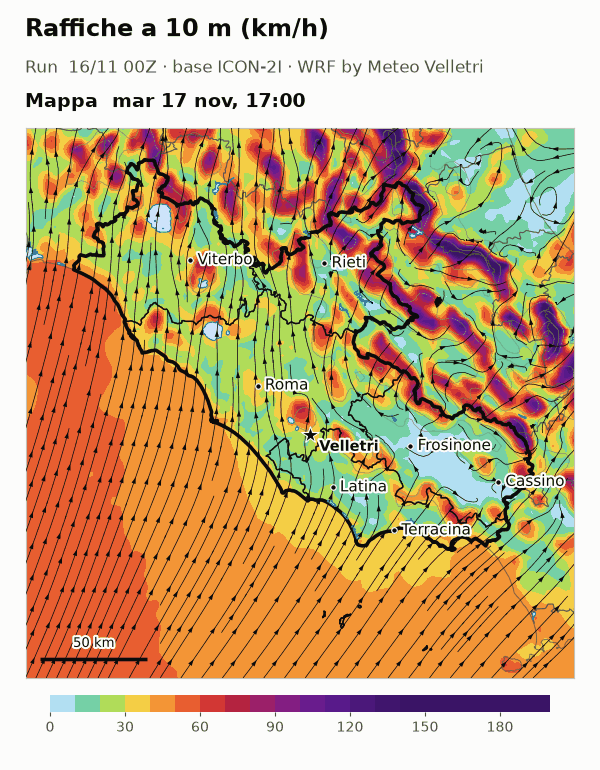 Raffiche a 10 m (km/h)
Run  16/11 00Z · base ICON-2I · WRF by Meteo Velletri
Mappa  mar 17 nov, 17:00
Viterbo
Rieti
Roma
Velletri
Frosinone
Cassino
Latina
Terracina
50 km
0 30 60 90 120 150 180